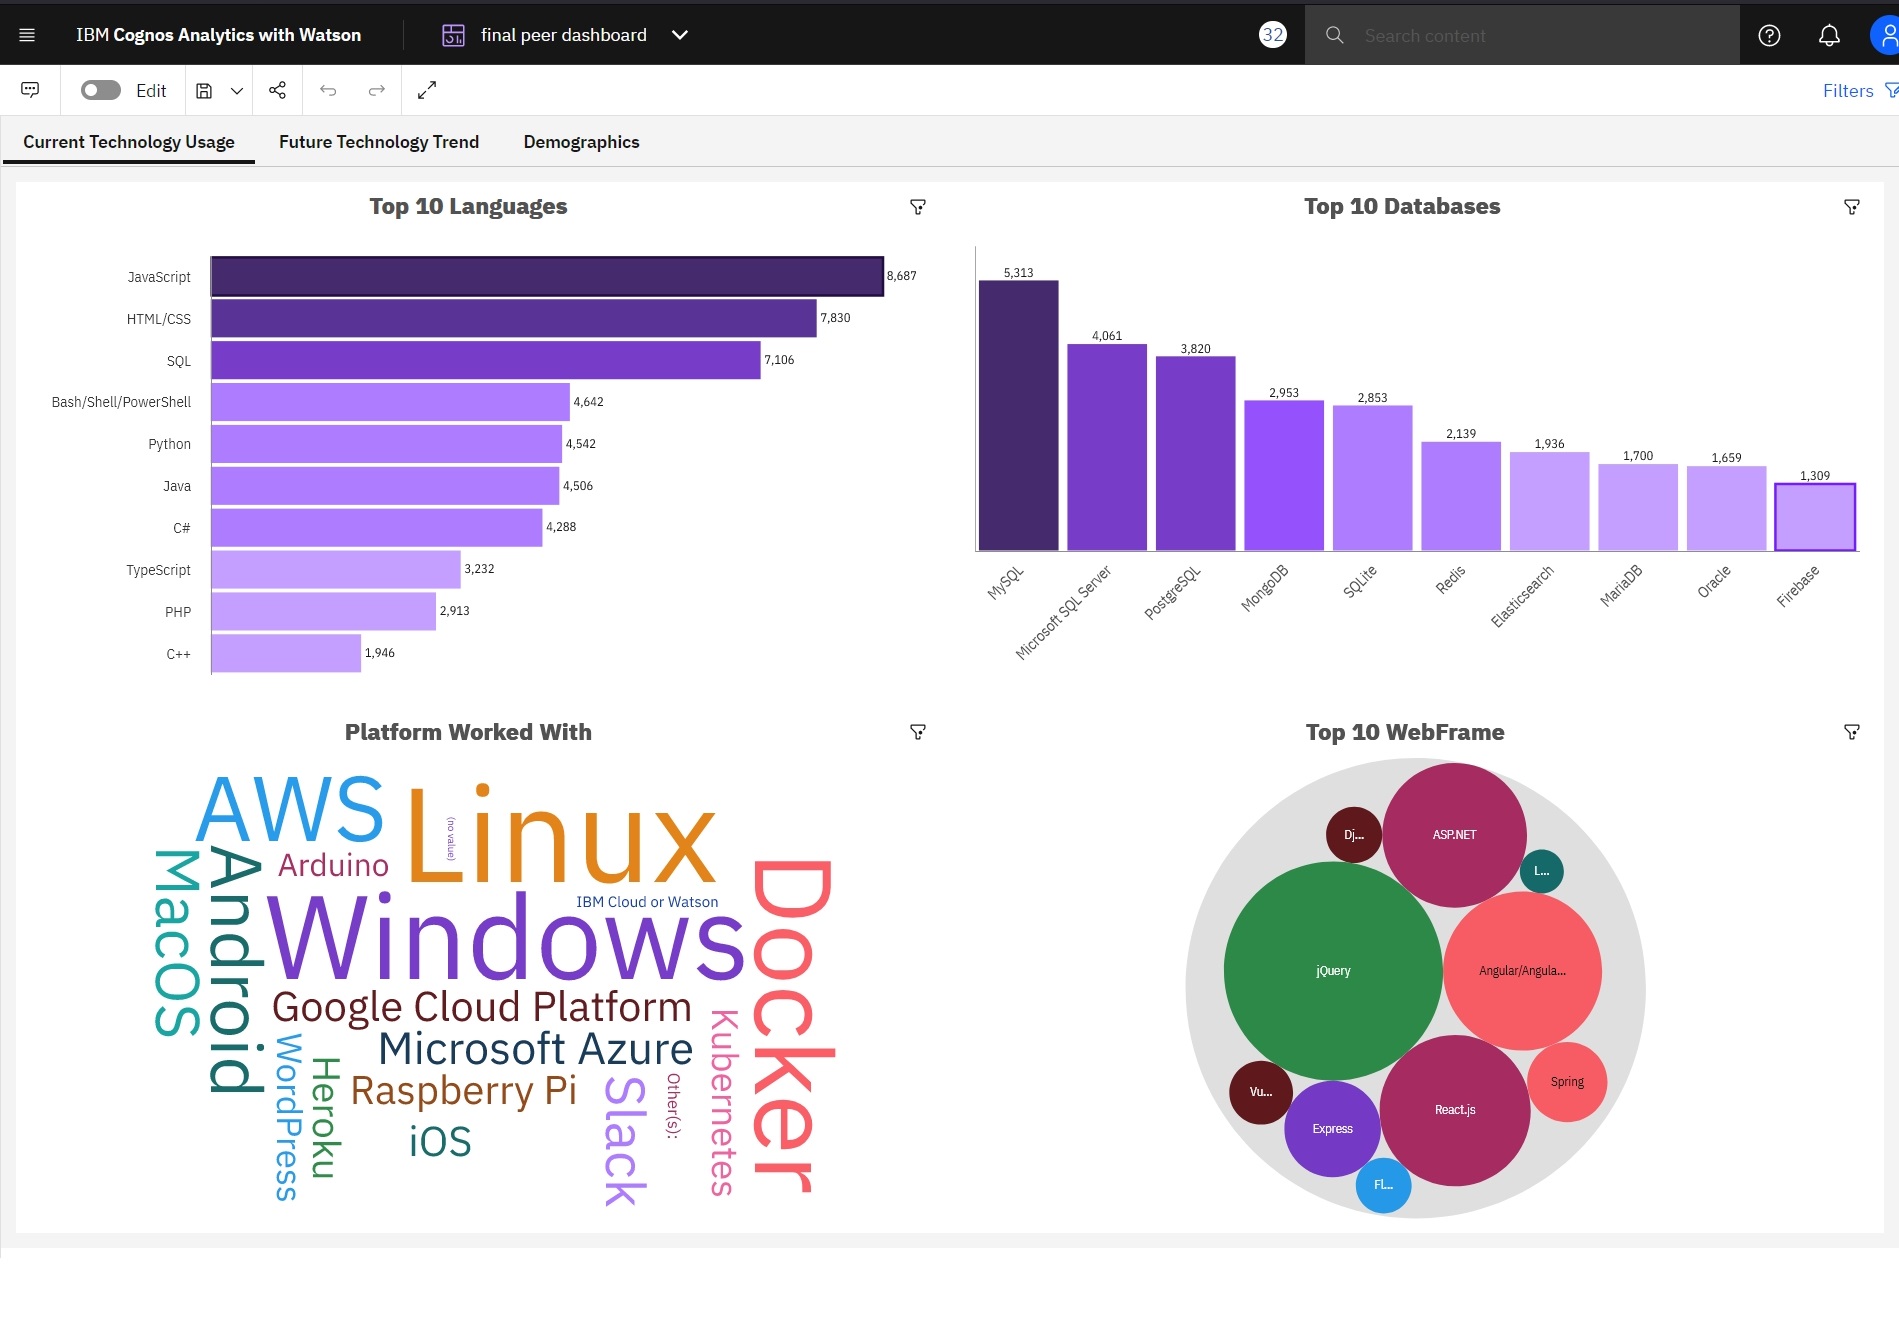 IBM Cognos Analytics with Watson
final peer dashboard
32
Search content
Edit
Filters
Current Technology Usage
Future Technology Trend
Demographics
Top 10 Languages
JavaScript 8,687
HTML/CSS 7,830
SQL 7,106
Bash/Shell/PowerShell 4,642
Python 4,542
Java 4,506
C# 4,288
TypeScript 3,232
PHP 2,913
C++ 1,946
Top 10 Databases
5,313
4,061
3,820
2,953
2,853
2,139
1,936
1,700
1,659
1,309
MySQL
Microsoft SQL Server
PostgreSQL
MongoDB
SQLite
Redis
Elasticsearch
MariaDB
Oracle
Firebase
Platform Worked With
AWS
Linux
(no value)
MacOS
Android
Arduino
Windows
IBM Cloud or Watson
Docker
Google Cloud Platform
Microsoft Azure
Kubernetes
WordPress
Heroku
Raspberry Pi
Slack
Other(s):
iOS
Top 10 WebFrame
Dj...
ASP.NET
L...
jQuery
Angular/Angula...
Vu...
Express
React.js
Spring
Fl...